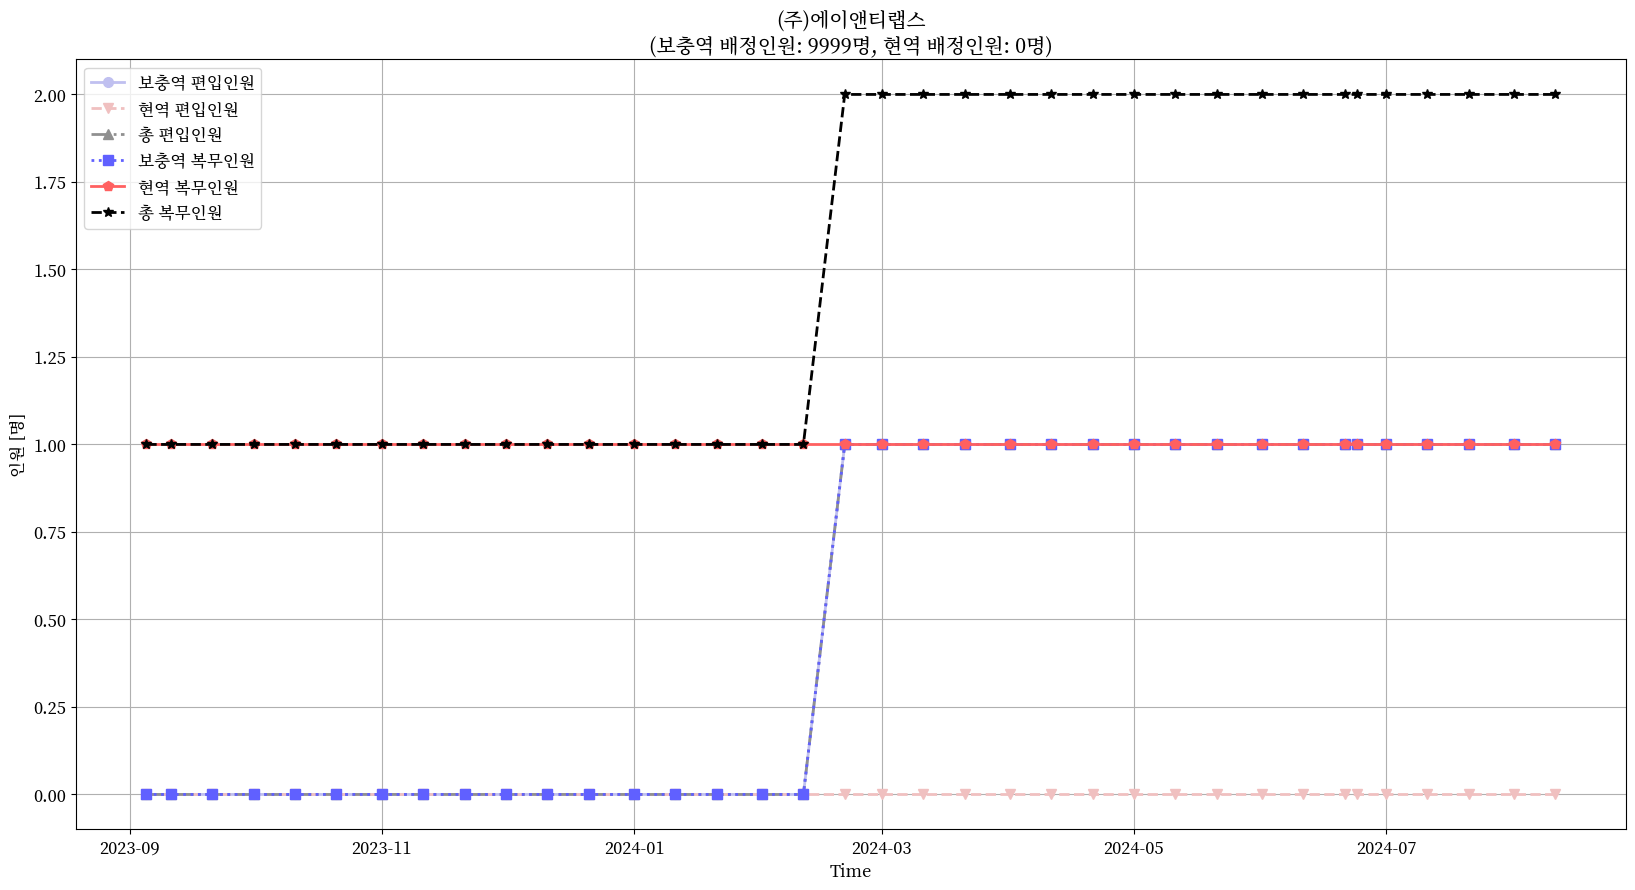 (주)에이앤티랩스
(보충역 배정인원: 9999명, 현역 배정인원: 0명)
보충역 편입인원
현역 편입인원
총 편입인원
보충역 복무인원
현역 복무인원
총 복무인원
2.00
1.75
1.50
1.25
1.00
0.75
0.50
0.25
0.00
인원 [명]
2023-09
2023-11
2024-01
2024-03
2024-05
2024-07
Time